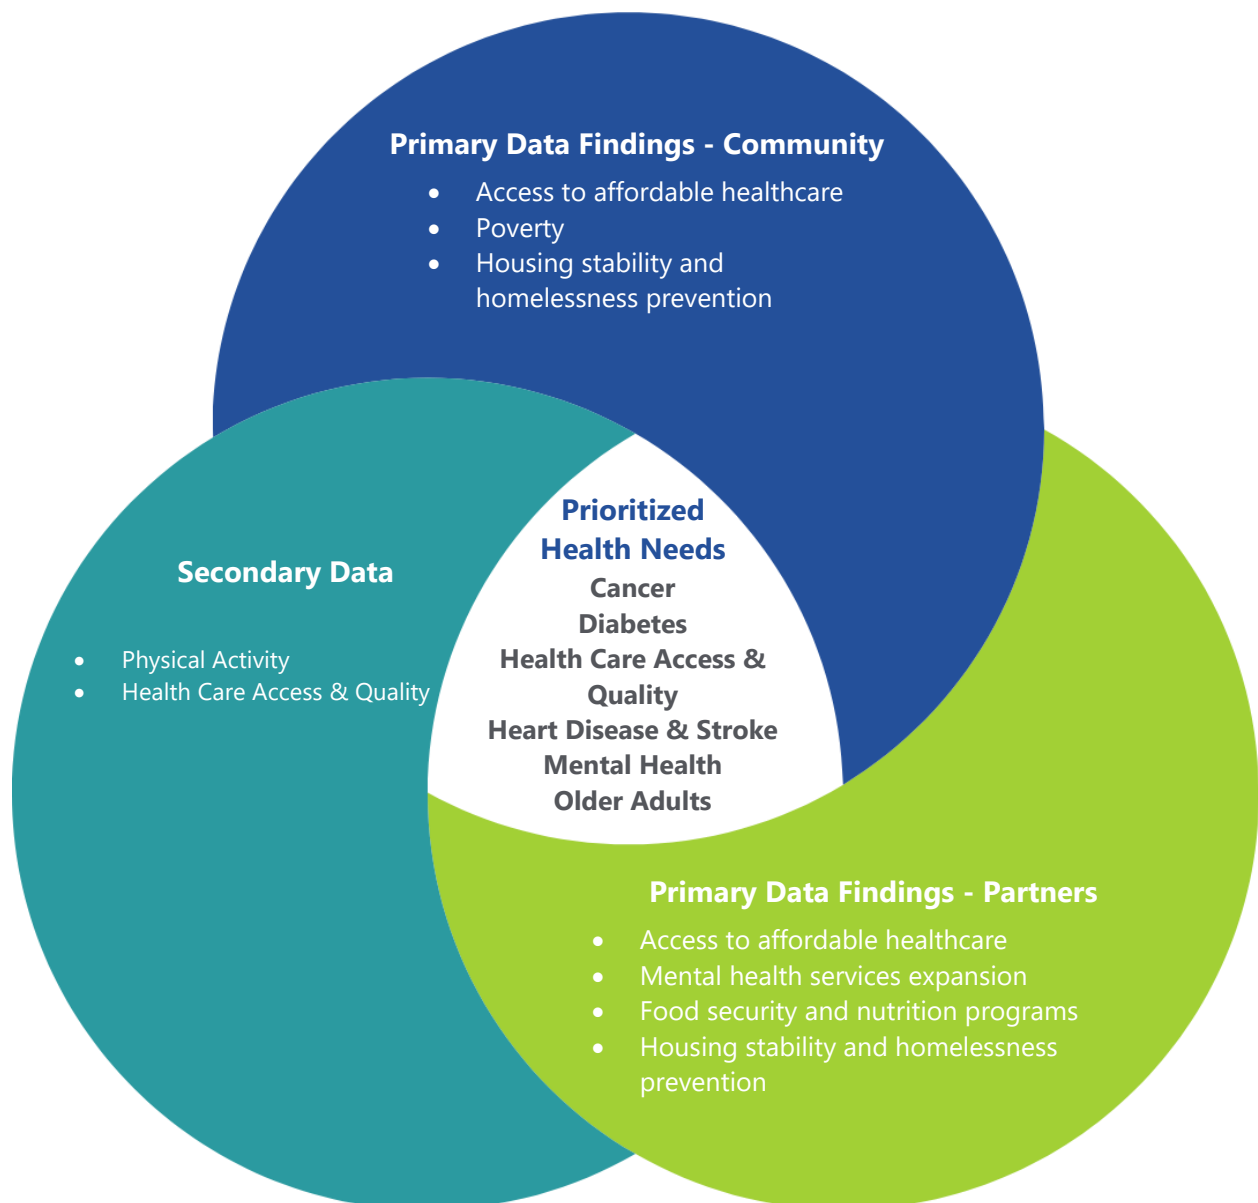 Primary Data Findings - Community
• Access to affordable healthcare
• Poverty
• Housing stability and
homelessness prevention
Secondary Data
• Physical Activity
• Health Care Access & Quality
Prioritized
Health Needs
Cancer
Diabetes
Health Care Access &
Quality
Heart Disease & Stroke
Mental Health
Older Adults
Primary Data Findings - Partners
• Access to affordable healthcare
• Mental health services expansion
• Food security and nutrition programs
• Housing stability and homelessness
prevention